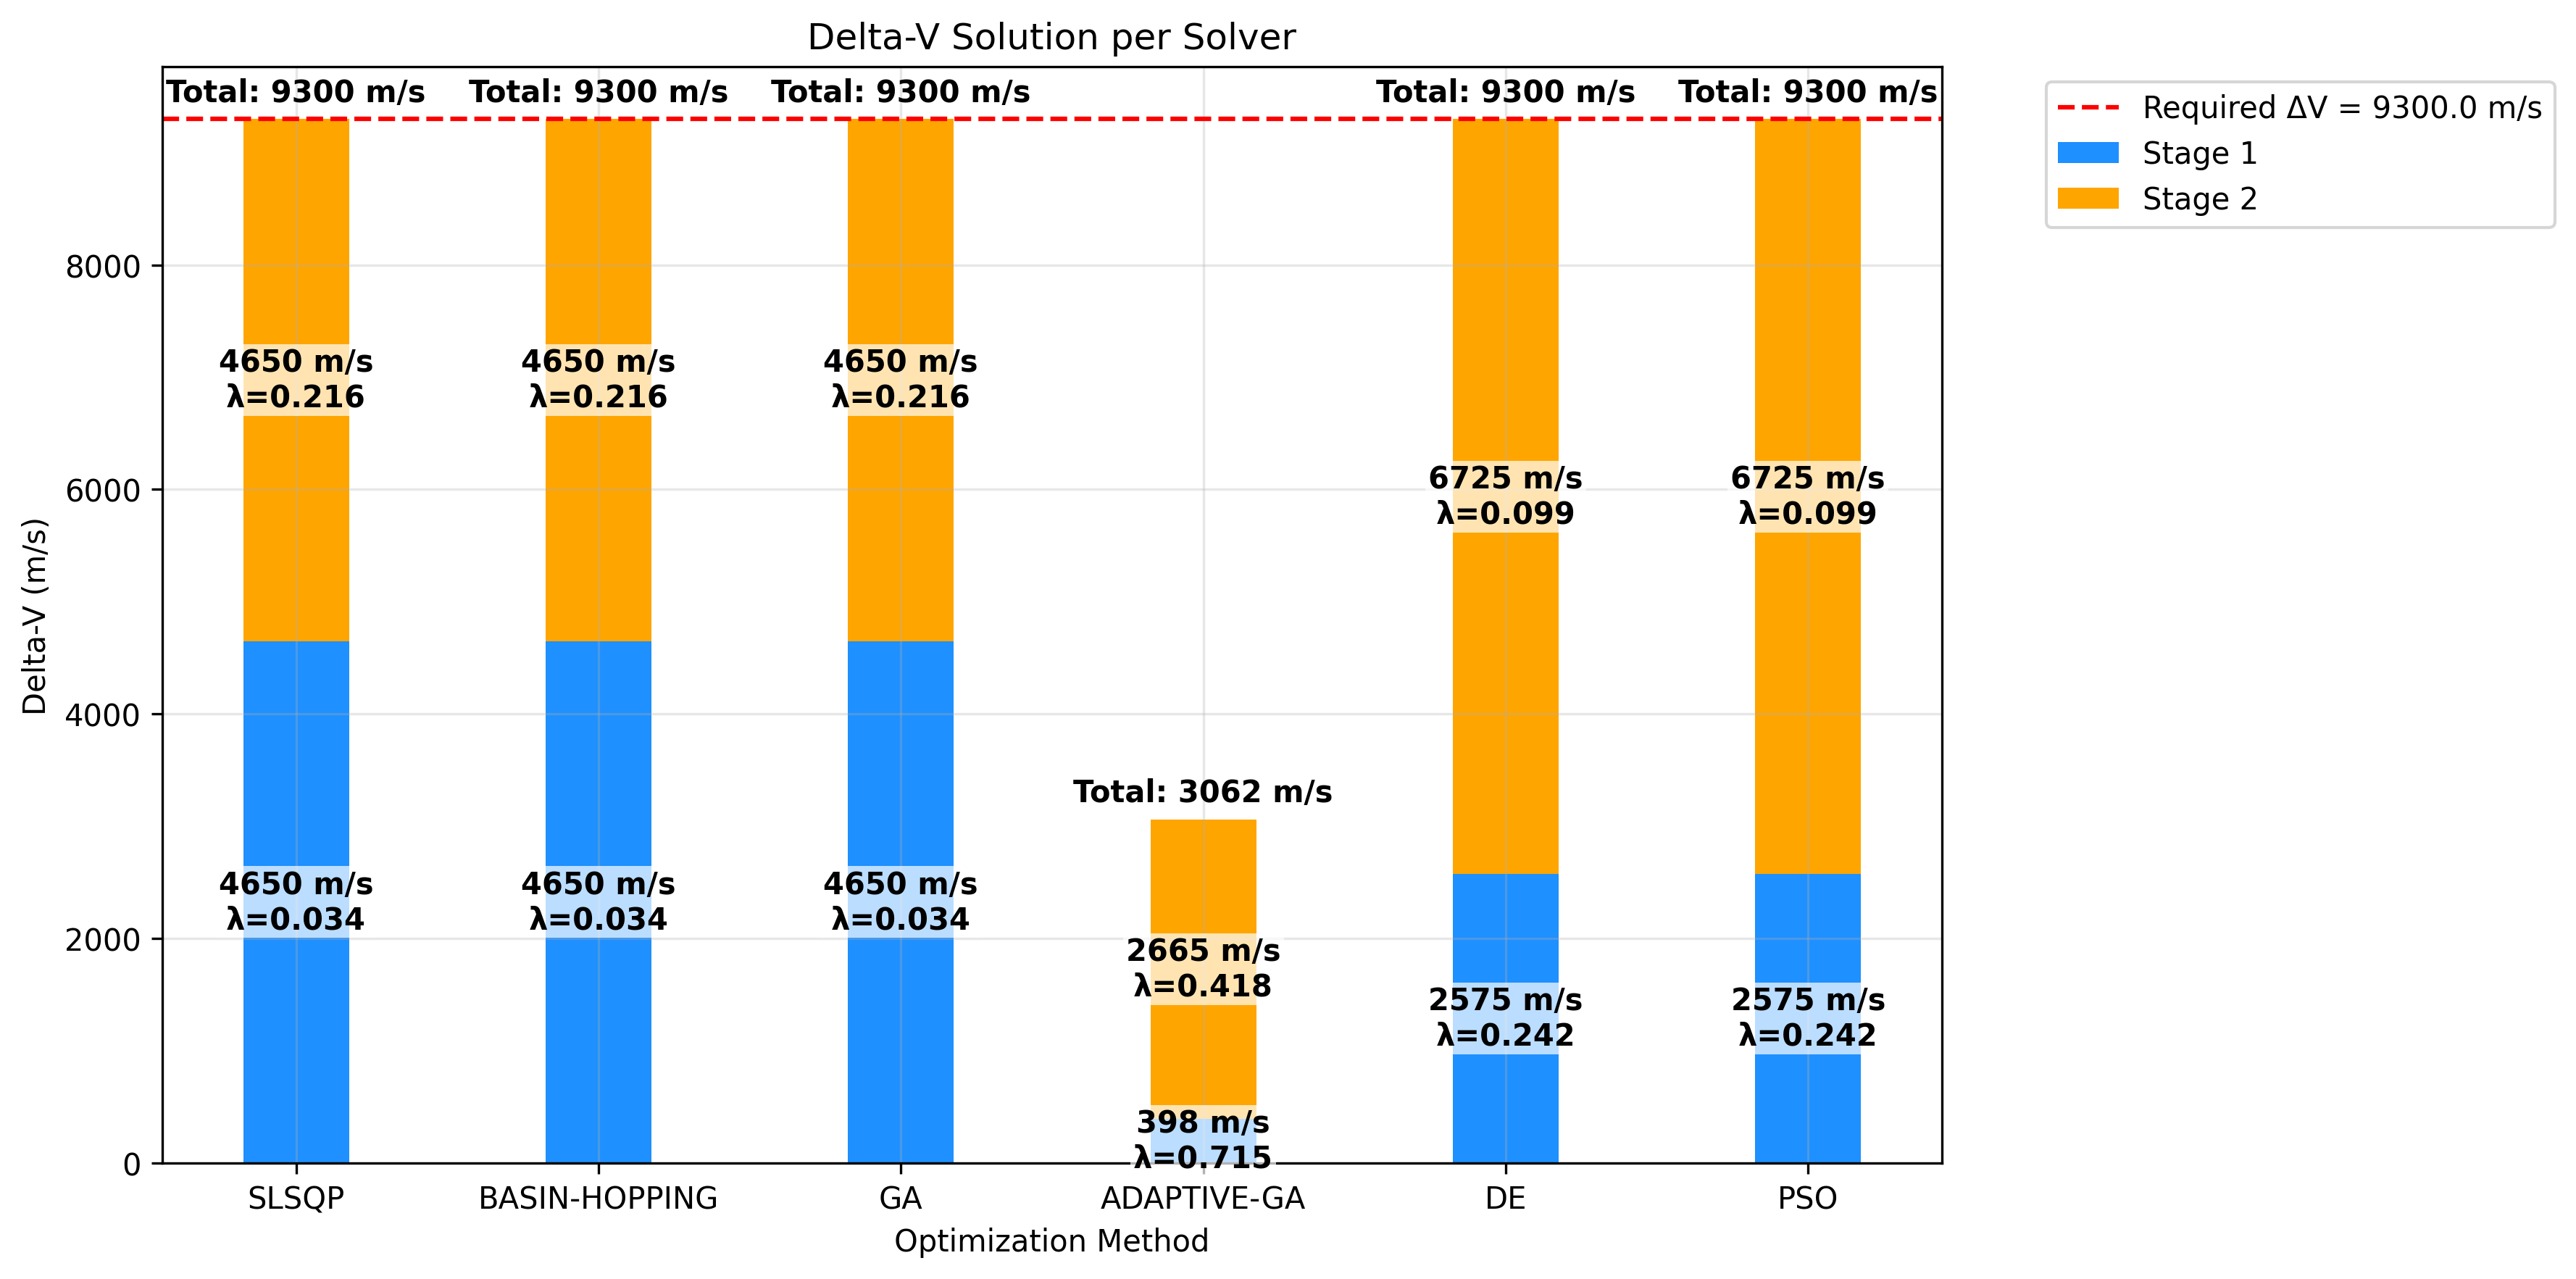 Delta-V Solution per Solver
Total: 9300 m/s
Total: 9300 m/s
Total: 9300 m/s
Total: 9300 m/s
Total: 9300 m/s
Required ΔV = 9300.0 m/s
Stage 1
Stage 2
Delta-V (m/s)
8000
6000
4000
2000
0
4650 m/s
λ=0.216
4650 m/s
λ=0.034
4650 m/s
λ=0.216
4650 m/s
λ=0.034
4650 m/s
λ=0.216
4650 m/s
λ=0.034
Total: 3062 m/s
2665 m/s
λ=0.418
398 m/s
λ=0.715
6725 m/s
λ=0.099
2575 m/s
λ=0.242
6725 m/s
λ=0.099
2575 m/s
λ=0.242
SLSQP
BASIN-HOPPING
GA
ADAPTIVE-GA
DE
PSO
Optimization Method